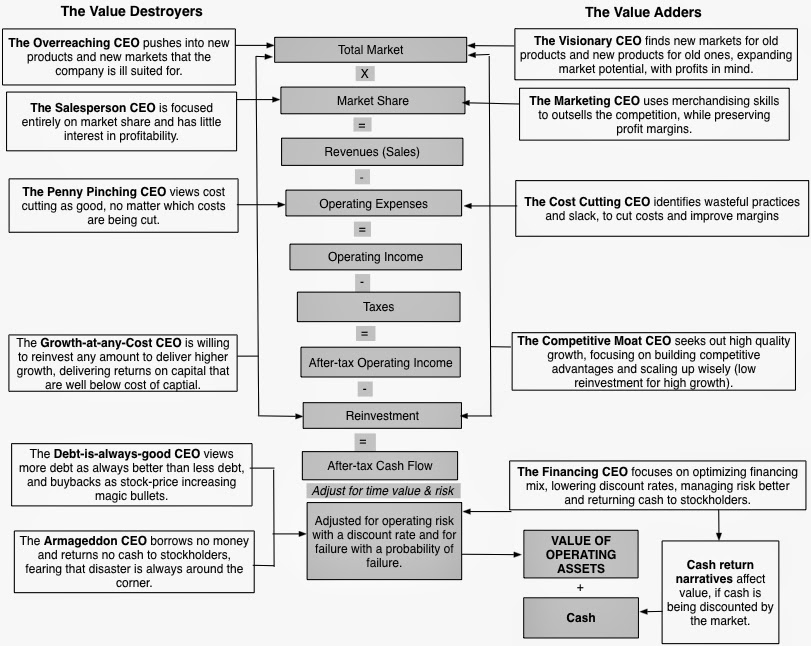 The Value Destroyers
The Value Adders
The Overreaching CEO pushes into new
products and new markets that the
company is ill suited for.
Total Market
The Visionary CEO finds new markets for old
products and new products for old ones, expanding
market potential, with profits in mind.
X
The Salesperson CEO is focused
entirely on market share and has little
interest in profitability.
Market Share
The Marketing CEO uses merchandising skills
to outsells the competition, while preserving
profit margins.
=
Revenues (Sales)
-
The Penny Pinching CEO views cost
cutting as good, no matter which costs
are being cut.
Operating Expenses
The Cost Cutting CEO identifies wasteful practices
and slack, to cut costs and improve margins
=
Operating Income
-
Taxes
=
The Growth-at-any-Cost CEO is willing
to reinvest any amount to deliver higher
growth, delivering returns on capital that
are well below cost of captial.
After-tax Operating Income
The Competitive Moat CEO seeks out high quality
growth, focusing on building competitive
advantages and scaling up wisely (low
reinvestment for high growth).
-
Reinvestment
=
The Debt-is-always-good CEO views
more debt as always better than less debt,
and buybacks as stock-price increasing
magic bullets.
After-tax Cash Flow
The Financing CEO focuses on optimizing financing
mix, lowering discount rates, managing risk better
and returning cash to stockholders.
Adjust for time value & risk
The Armageddon CEO borrows no money
and returns no cash to stockholders,
fearing that disaster is always around the
corner.
Adjusted for operating risk
with a discount rate and for
failure with a probability of
failure.
VALUE OF
OPERATING
ASSETS
+
Cash
Cash return
narratives affect
value, if cash is
being discounted by
the market.